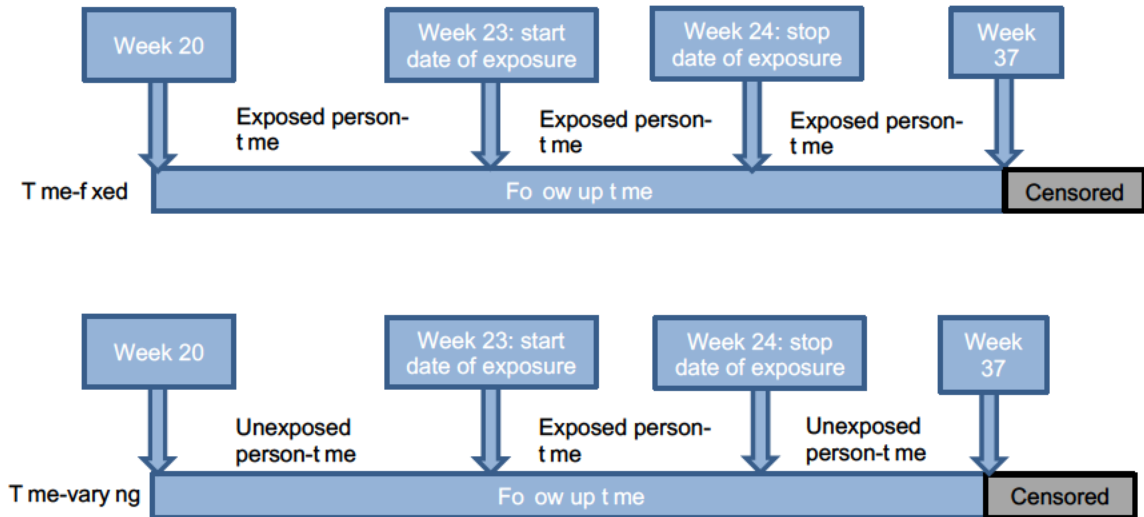 Week 20
Week 23: start
date of exposure
Week 24: stop
date of exposure
Week
37
Exposed person-
t me
Exposed person-
t me
Exposed person-
t me
T me-f xed
Fo ow up t me
Censored
Week 20
Week 23: start
date of exposure
Week 24: stop
date of exposure
Week
37
Unexposed
person-t me
Exposed person-
t me
Unexposed
person-t me
T me-vary ng
Fo ow up t me
Censored